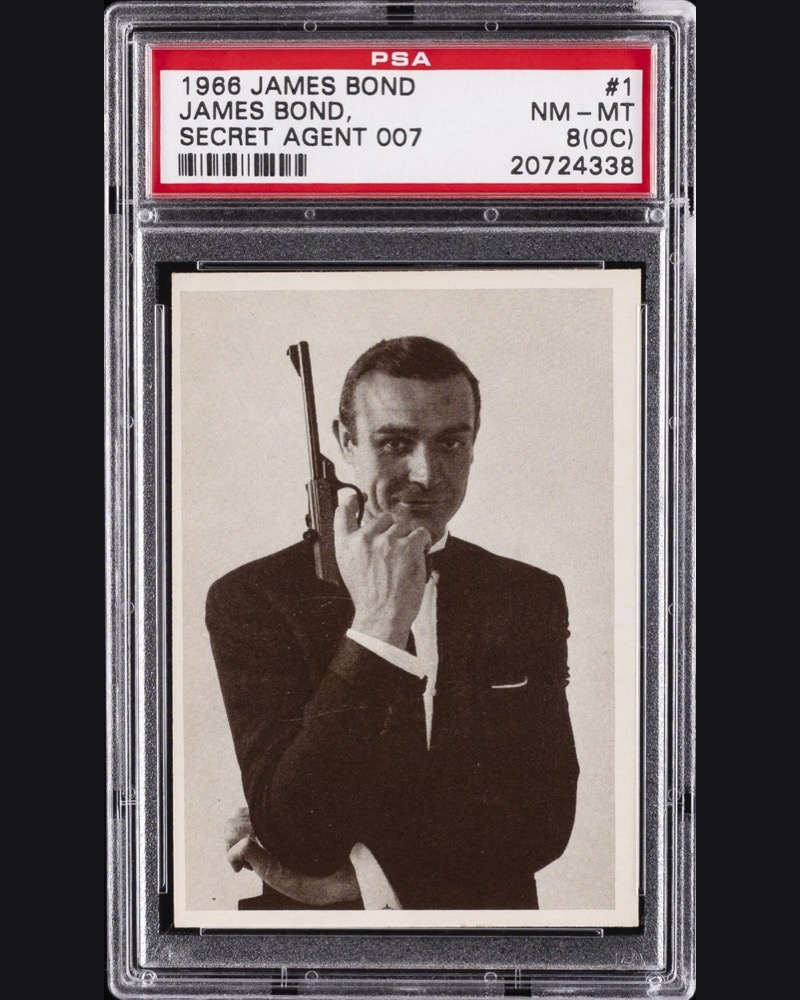 PSA
1966 JAMES BOND #1
JAMES BOND, NM - MT
SECRET AGENT 007 8(OC)
20724338